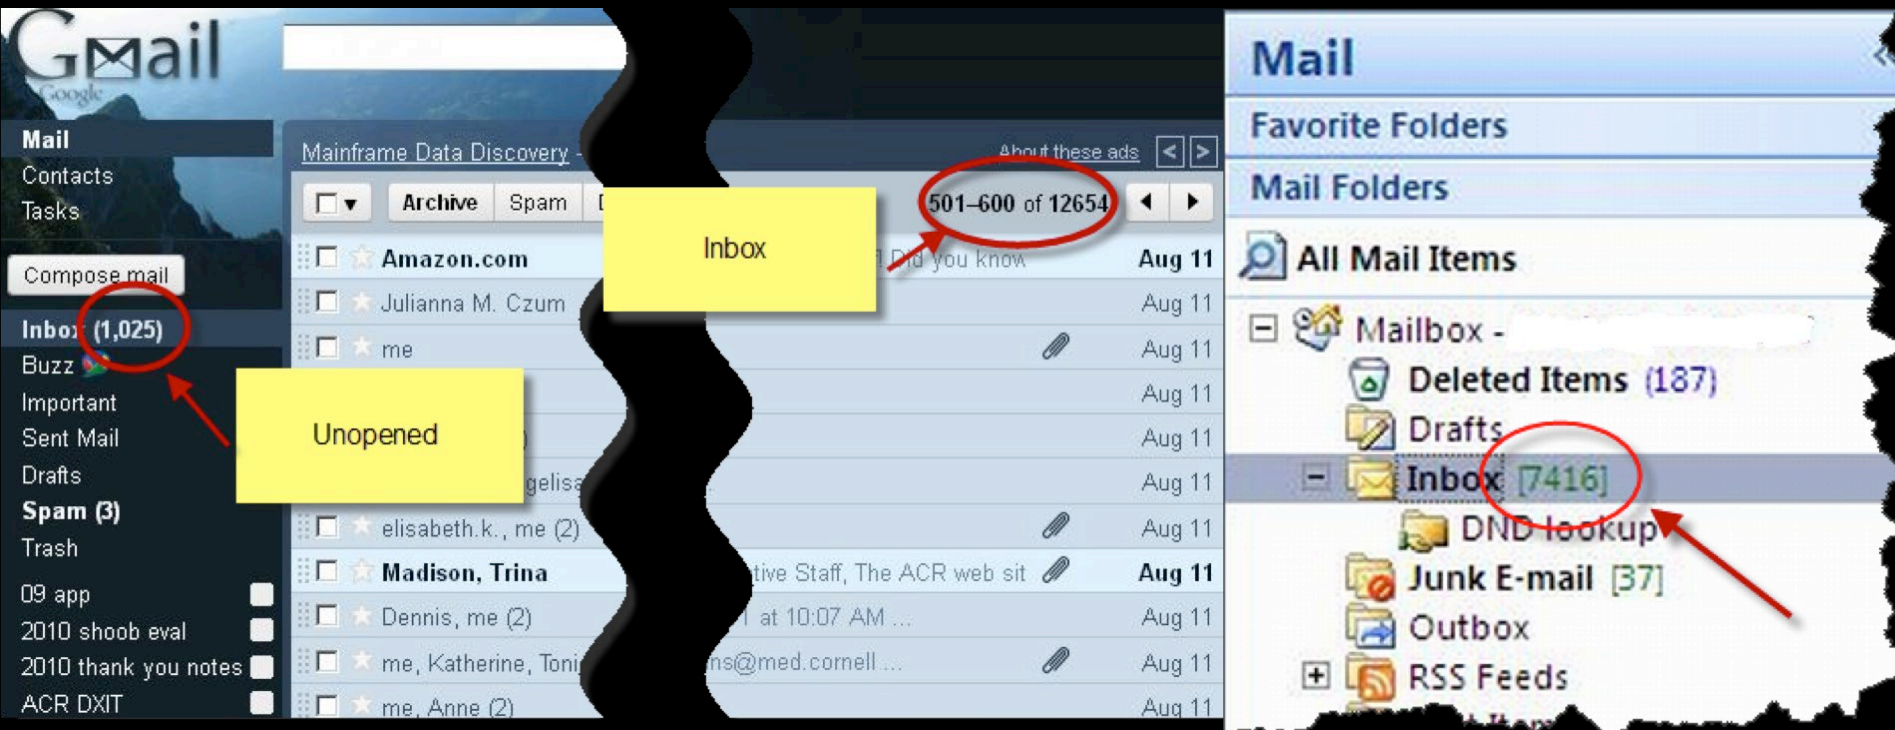 Gmail
Google
Mail
Contacts
Tasks
Compose mail
Inbox (1,025)
Buzz
Important
Sent Mail
Drafts
Spam (3)
Trash
09 app
2010 shoob eval
2010 thank you notes
ACR DXIT
Unopened
Mainframe Data Discovery -
About these ads < >
Archive Spam
Inbox
501–600 of 12654
Amazon.com Did you know Aug 11
Julianna M. Czum Aug 11
me Aug 11
Aug 11
Aug 11
Aug 11
elisabeth.k., me (2) Aug 11
Madison, Trina Staff, The ACR web sit Aug 11
Dennis, me (2) at 10:07 AM ... Aug 11
me, Katherine, Toni ns@med.cornell ... Aug 11
me, Anne (2) Aug 11
Mail
Favorite Folders
Mail Folders
All Mail Items
Mailbox -
Deleted Items (187)
Drafts
Inbox [7416]
DND lookup
Junk E-mail [37]
Outbox
RSS Feeds